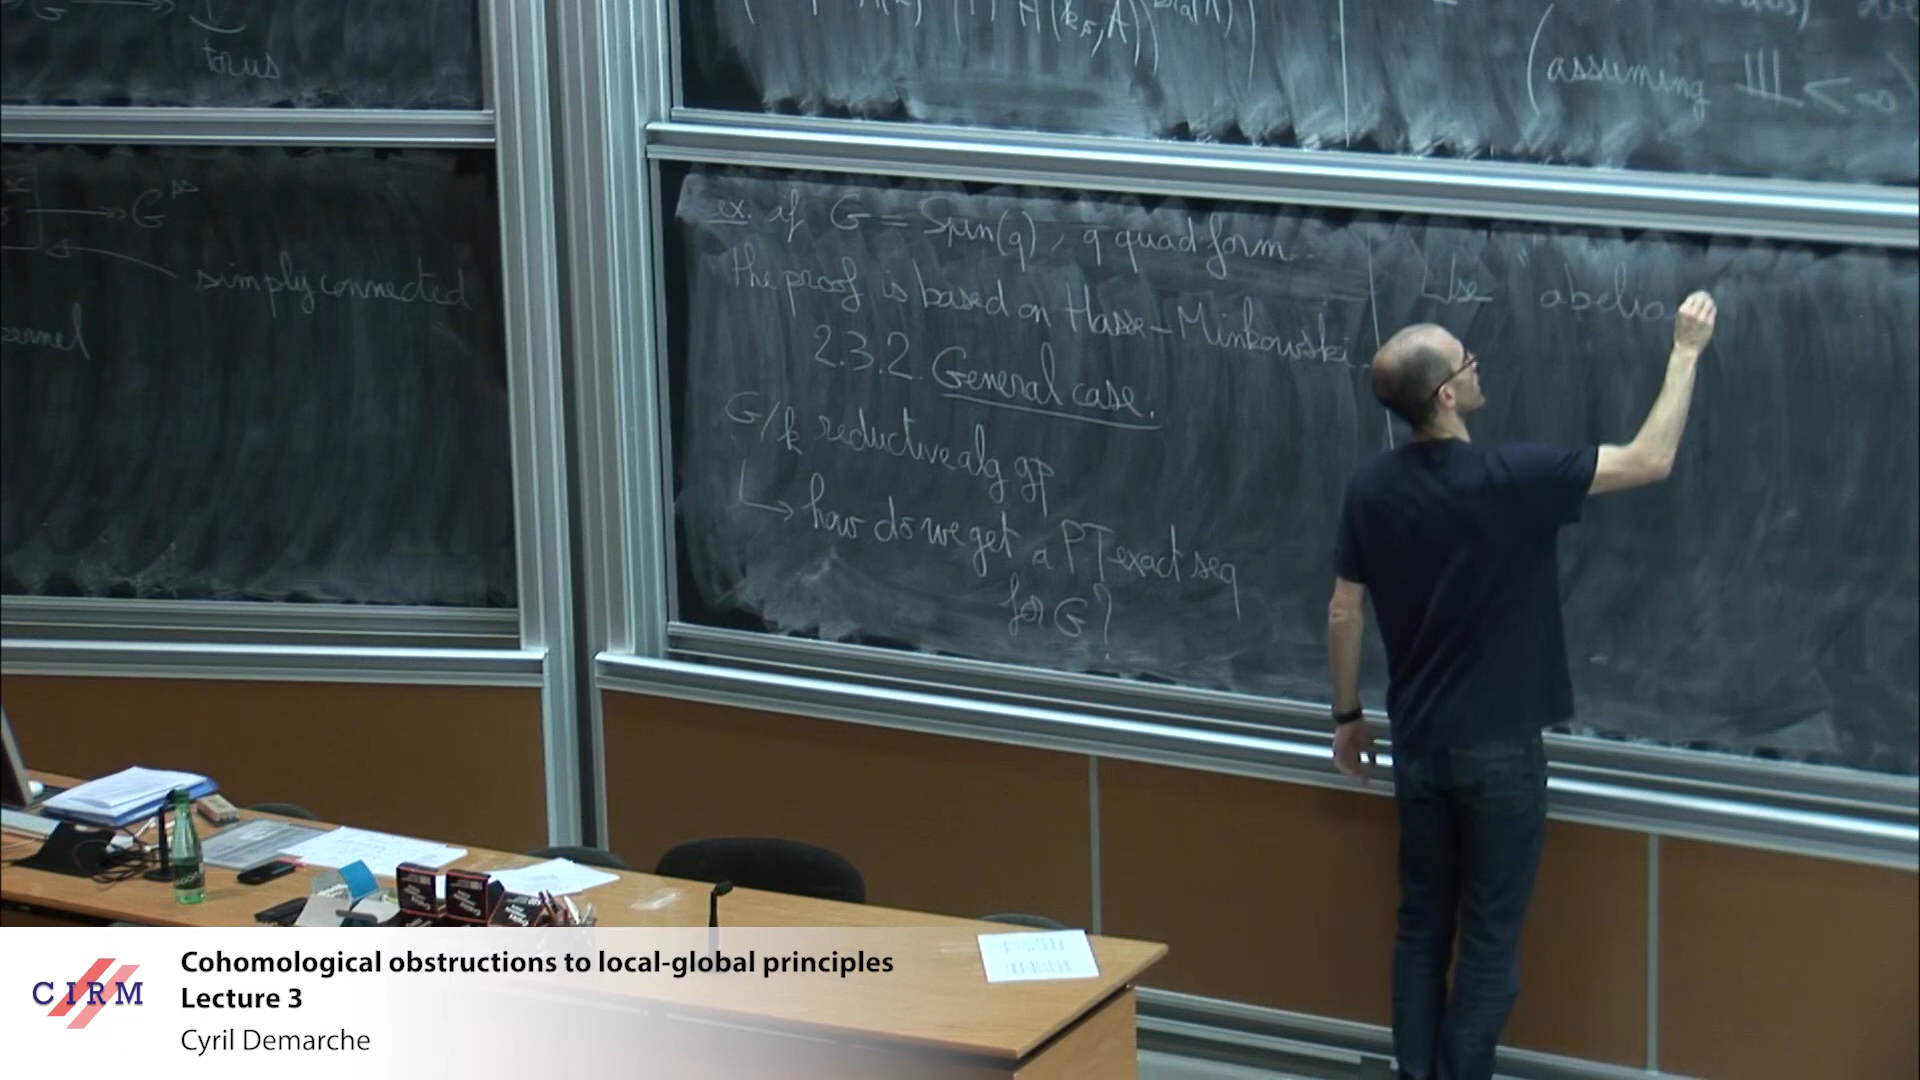 torus
simply connected
ex. if G = Spin(q), q quad form
the proof is based on Hasse-Minkowski.
2.3.2. General case.
G/k reductive alg gp
↳ how do we get a PT exact seq
for G?
(assuming Ш < ∞)
Use "abelia
CIRM
Cohomological obstructions to local-global principles
Lecture 3
Cyril Demarche